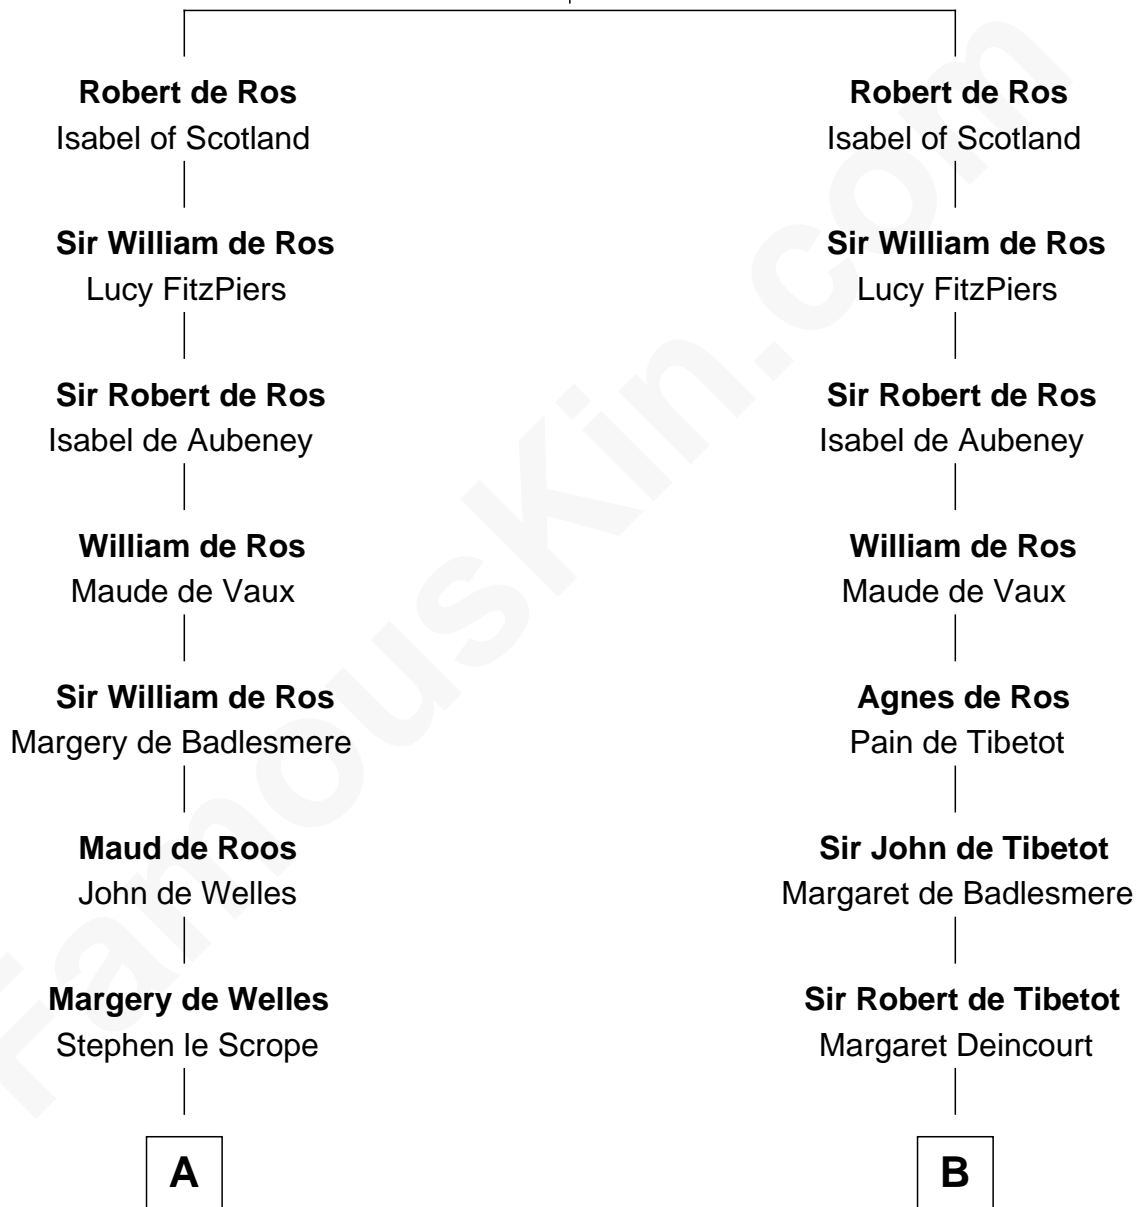 Robert de Ros
Isabel of Scotland
Sir William de Ros
Lucy FitzPiers
Sir Robert de Ros
Isabel de Aubeney
William de Ros
Maude de Vaux
Sir William de Ros
Margery de Badlesmere
Maud de Roos
John de Welles
Margery de Welles
Stephen le Scrope
A
Robert de Ros
Isabel of Scotland
Sir William de Ros
Lucy FitzPiers
Sir Robert de Ros
Isabel de Aubeney
William de Ros
Maude de Vaux
Agnes de Ros
Pain de Tibetot
Sir John de Tibetot
Margaret de Badlesmere
Sir Robert de Tibetot
Margaret Deincourt
B
FamousKin.com